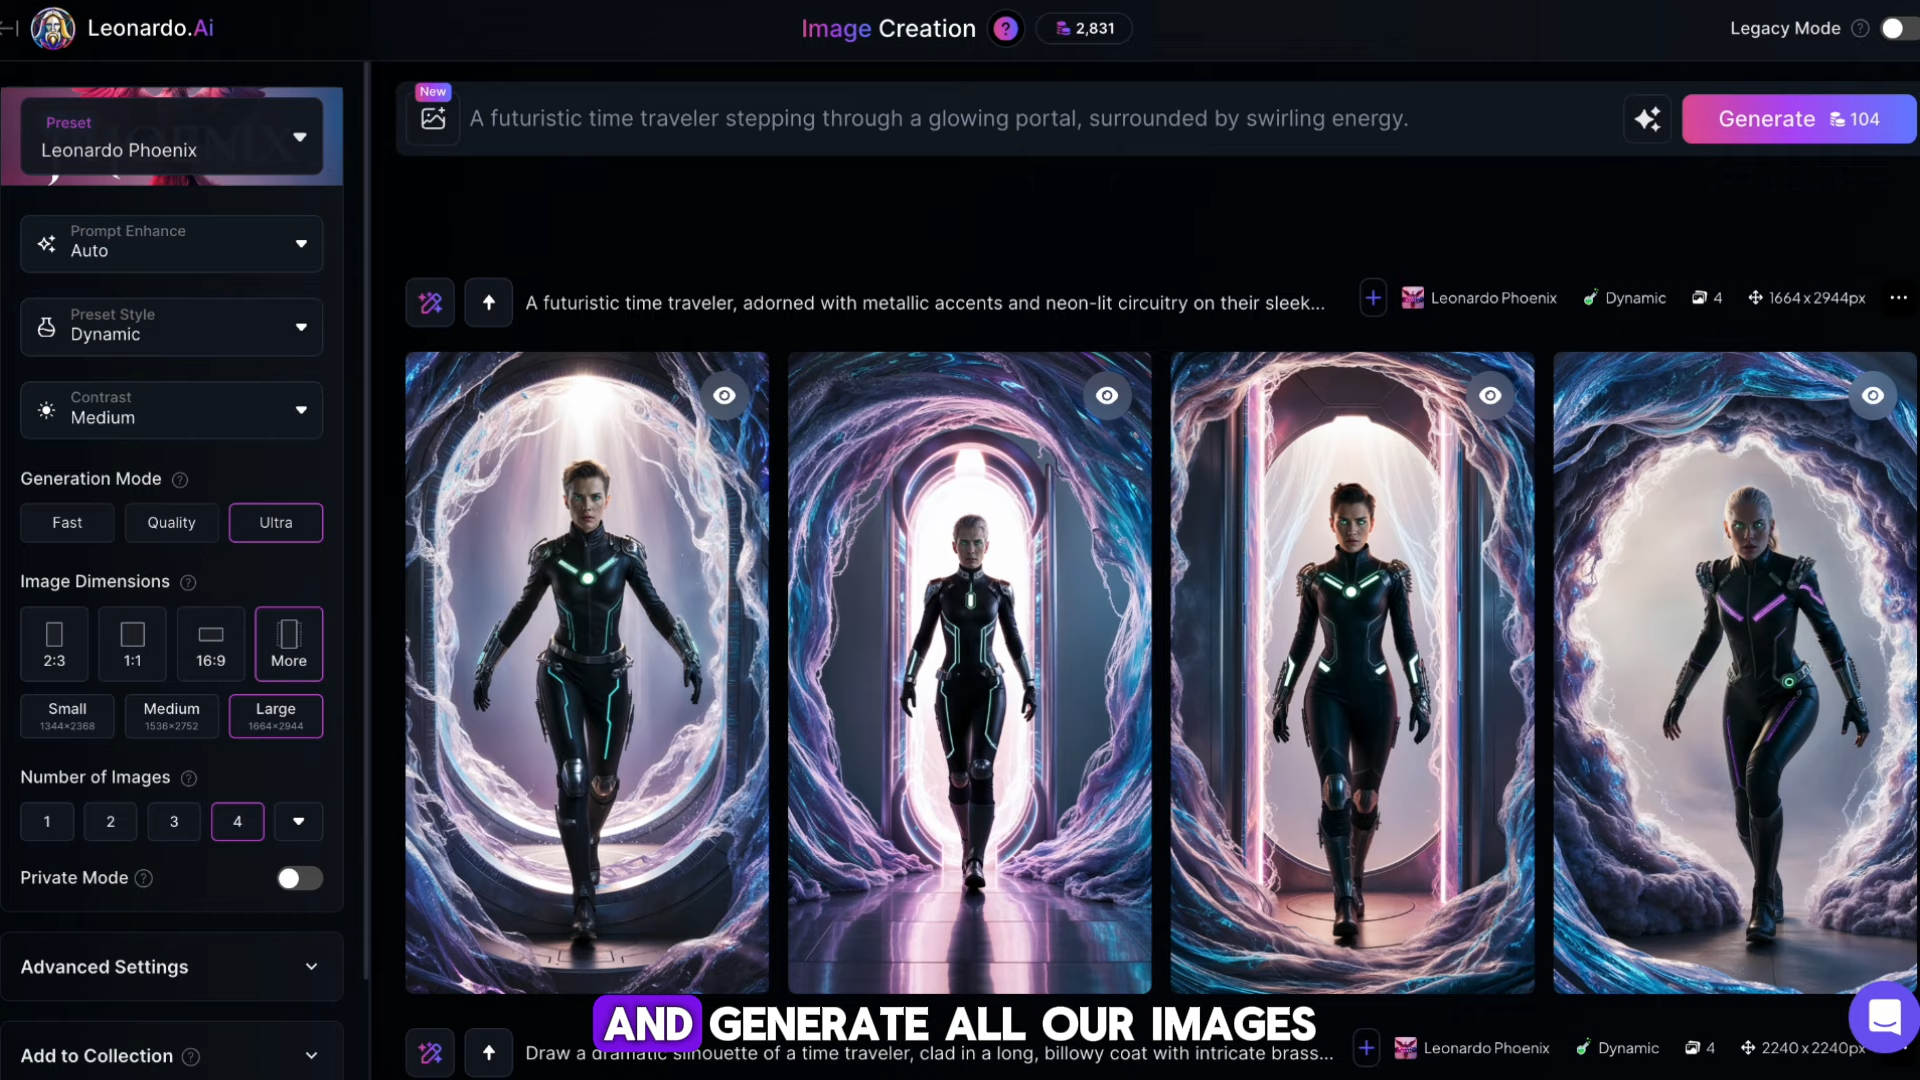 Leonardo.Ai
Image Creation
?
2,831
Legacy Mode ?
Preset
Leonardo Phoenix
New
A futuristic time traveler stepping through a glowing portal, surrounded by swirling energy.
Generate 104
Prompt Enhance
Auto
Preset Style
Dynamic
Contrast
Medium
Generation Mode ?
Fast
Quality
Ultra
Image Dimensions ?
2:3
1:1
16:9
More
Small
1344×2368
Medium
1536×2752
Large
1664×2944
Number of Images ?
1
2
3
4
Private Mode ?
Advanced Settings
Add to Collection ?
A futuristic time traveler, adorned with metallic accents and neon-lit circuitry on their sleek...
Leonardo Phoenix
Dynamic
4
1664 x 2944px
AND GENERATE ALL OUR IMAGES
Draw a dramatic silhouette of a time traveler, clad in a long, billowy coat with intricate brass...
Leonardo Phoenix
Dynamic
4
2240 x 2240px